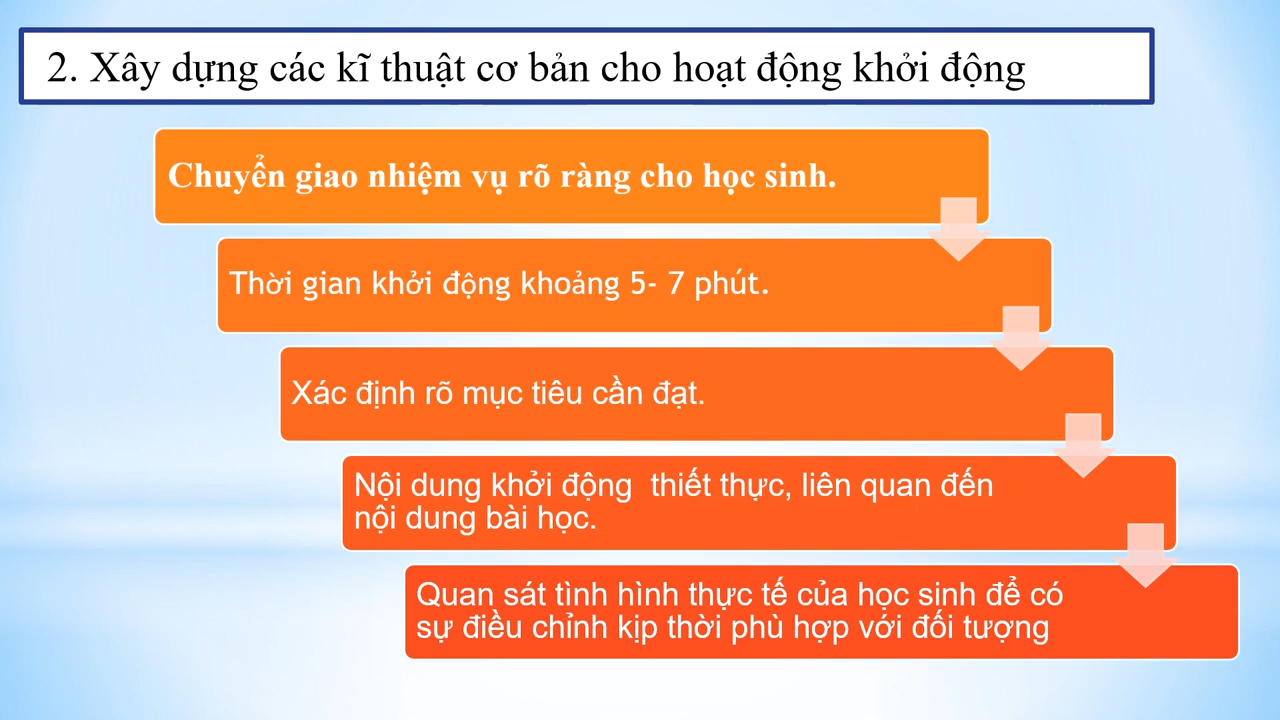 2. Xây dựng các kĩ thuật cơ bản cho hoạt động khởi động
Chuyển giao nhiệm vụ rõ ràng cho học sinh.
Thời gian khởi động khoảng 5- 7 phút.
Xác định rõ mục tiêu cần đạt.
Nội dung khởi động  thiết thực, liên quan đến
nội dung bài học.
Quan sát tình hình thực tế của học sinh để có
sự điều chỉnh kịp thời phù hợp với đối tượng